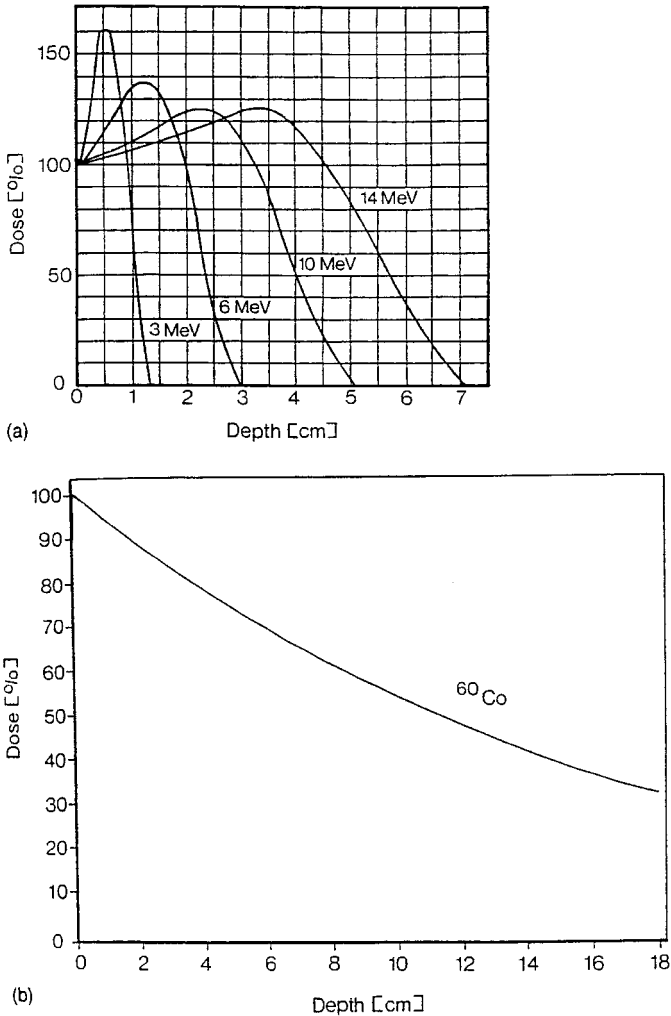 150
100
50
0
Dose [%]
14 MeV
10 MeV
6 MeV
3 MeV
0 1 2 3 4 5 6 7
Depth [cm]
(a)
100
90
80
70
60
50
40
30
20
10
0
Dose [%]
60Co
0 2 4 6 8 10 12 14 16 18
Depth [cm]
(b)